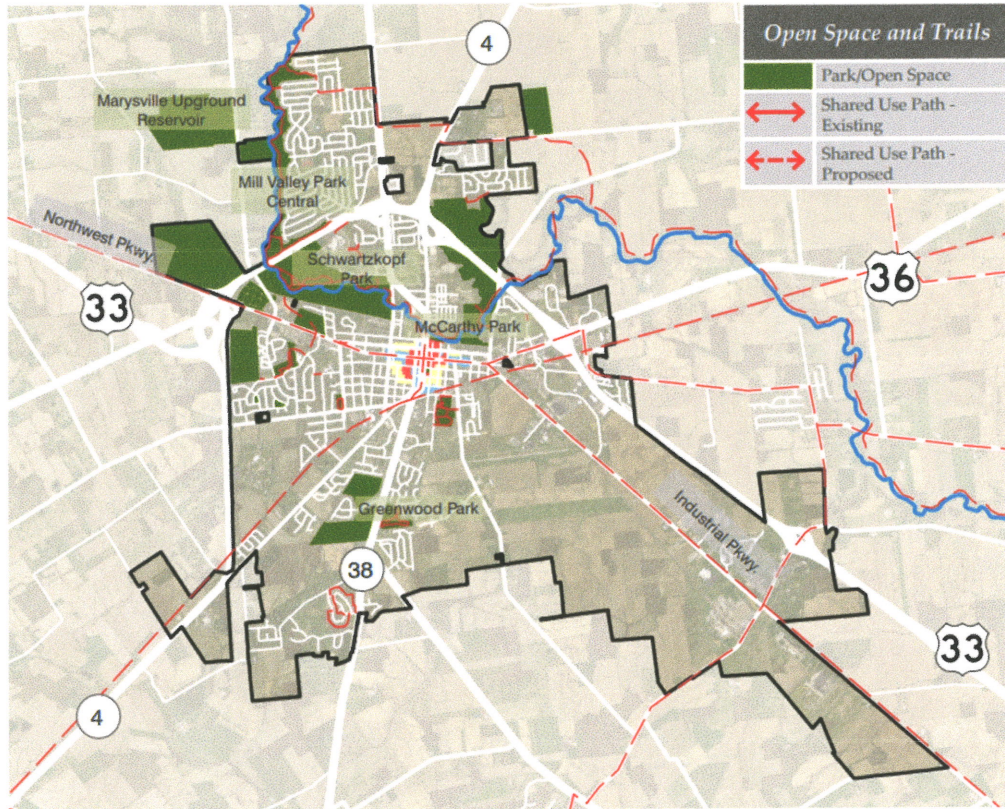 Open Space and Trails
Park/Open Space
Shared Use Path -
Existing
Shared Use Path -
Proposed
4
Marysville Upground
Reservoir
Mill Valley Park
Central
Northwest Pkwy.
Schwartzkopf
Park
33
36
McCarthy Park
Greenwood Park
Industrial Pkwy.
38
33
4